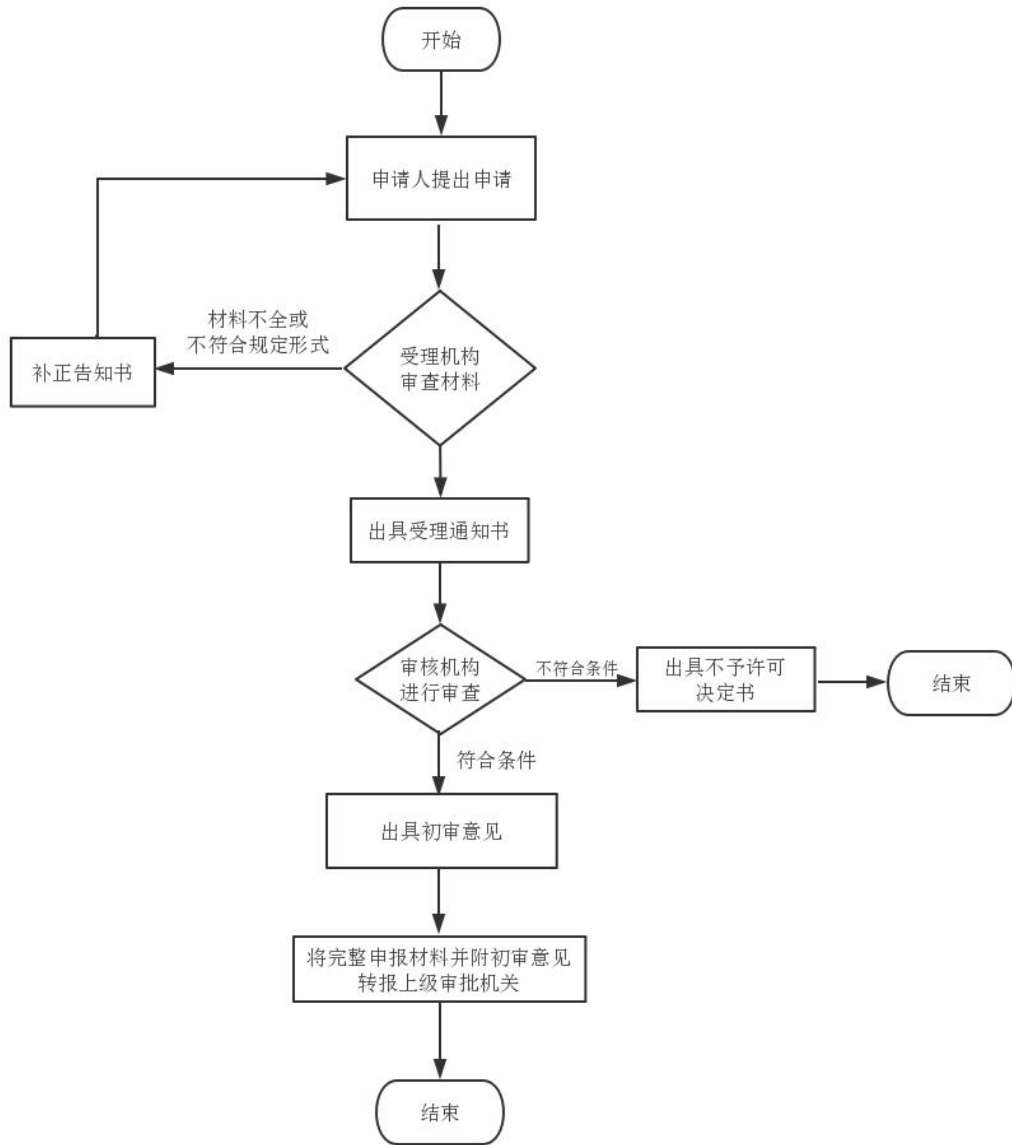 开始
申请人提出申请
材料不全或
不符合规定形式
补正告知书
受理机构
审查材料
出具受理通知书
审核机构
进行审查
不符合条件
出具不予许可
决定书
结束
符合条件
出具初审意见
将完整申报材料并附初审意见
转报上级审批机关
结束